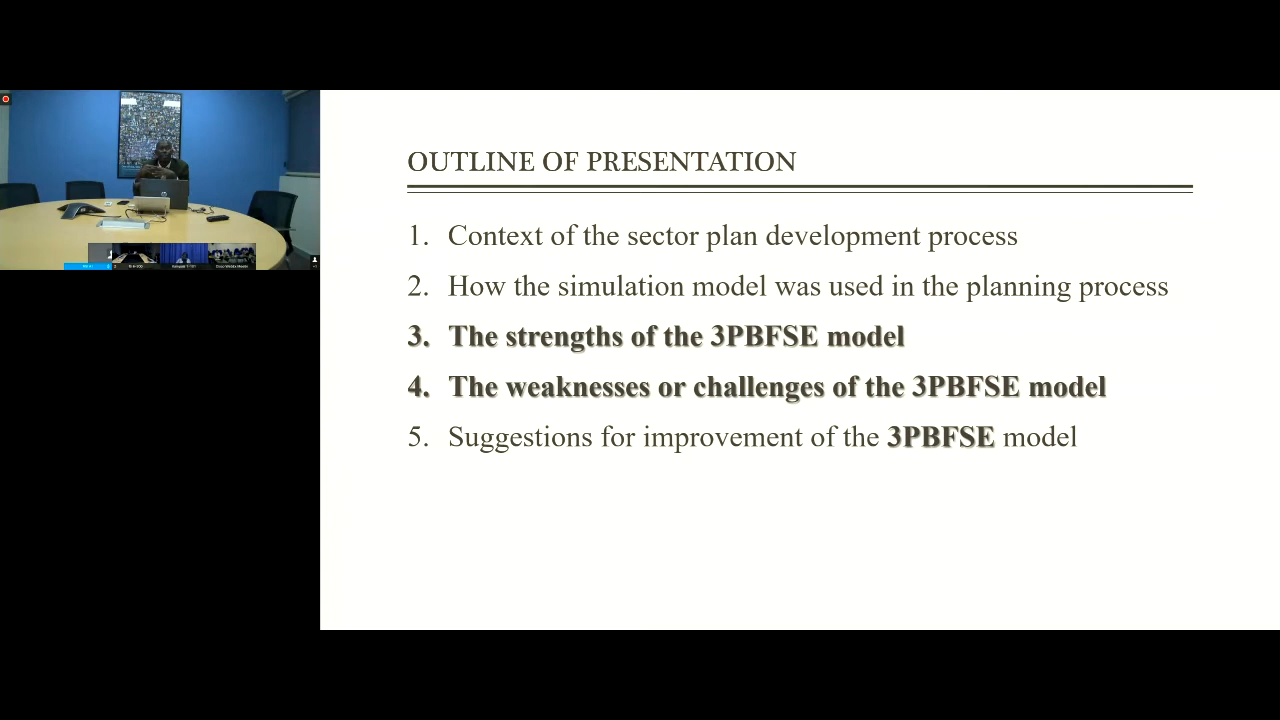 OUTLINE OF PRESENTATION
1. Context of the sector plan development process
2. How the simulation model was used in the planning process
3. The strengths of the 3PBFSE model
4. The weaknesses or challenges of the 3PBFSE model
5. Suggestions for improvement of the 3PBFSE model